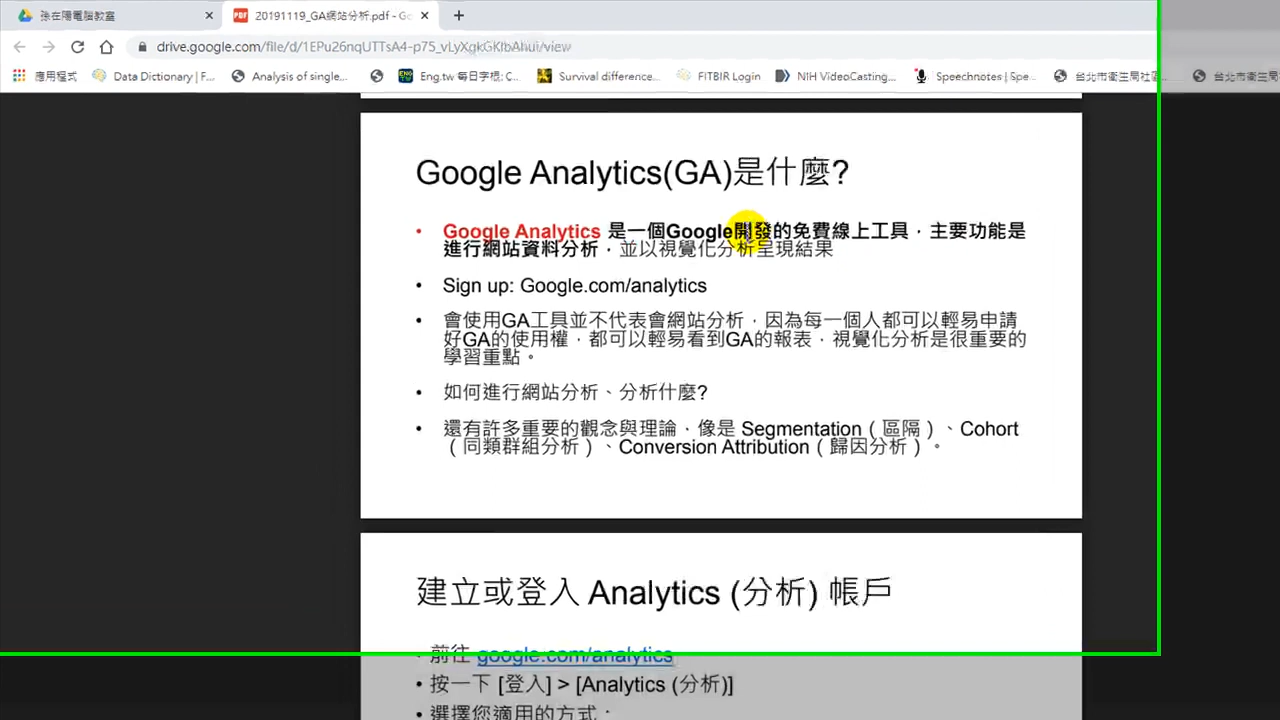 孫在陽電腦教室
20191119_GA網站分析.pdf - Go
drive.google.com/file/d/1EPu26nqUTTsA4-p75_vLyXgkGKIbAhui/view
應用程式 Data Dictionary | F... Analysis of single... Eng.tw 每日字梗: C... Survival difference... FITBIR Login NIH VideoCasting... Speechnotes | Spe... 台北市衛生局社區... 台北市衛生局
Google Analytics(GA)是什麼?
• Google Analytics 是一個Google開發的免費線上工具，主要功能是
進行網站資料分析，並以視覺化分析呈現結果
• Sign up: Google.com/analytics
• 會使用GA工具並不代表會網站分析，因為每一個人都可以輕易申請
好GA的使用權，都可以輕易看到GA的報表，視覺化分析是很重要的
學習重點。
• 如何進行網站分析、分析什麼?
• 還有許多重要的觀念與理論，像是 Segmentation（區隔）、Cohort
（同類群組分析）、Conversion Attribution（歸因分析）。
建立或登入 Analytics (分析) 帳戶
• 前往 google.com/analytics
• 按一下 [登入] > [Analytics (分析)]
• 選擇您適用的方式：